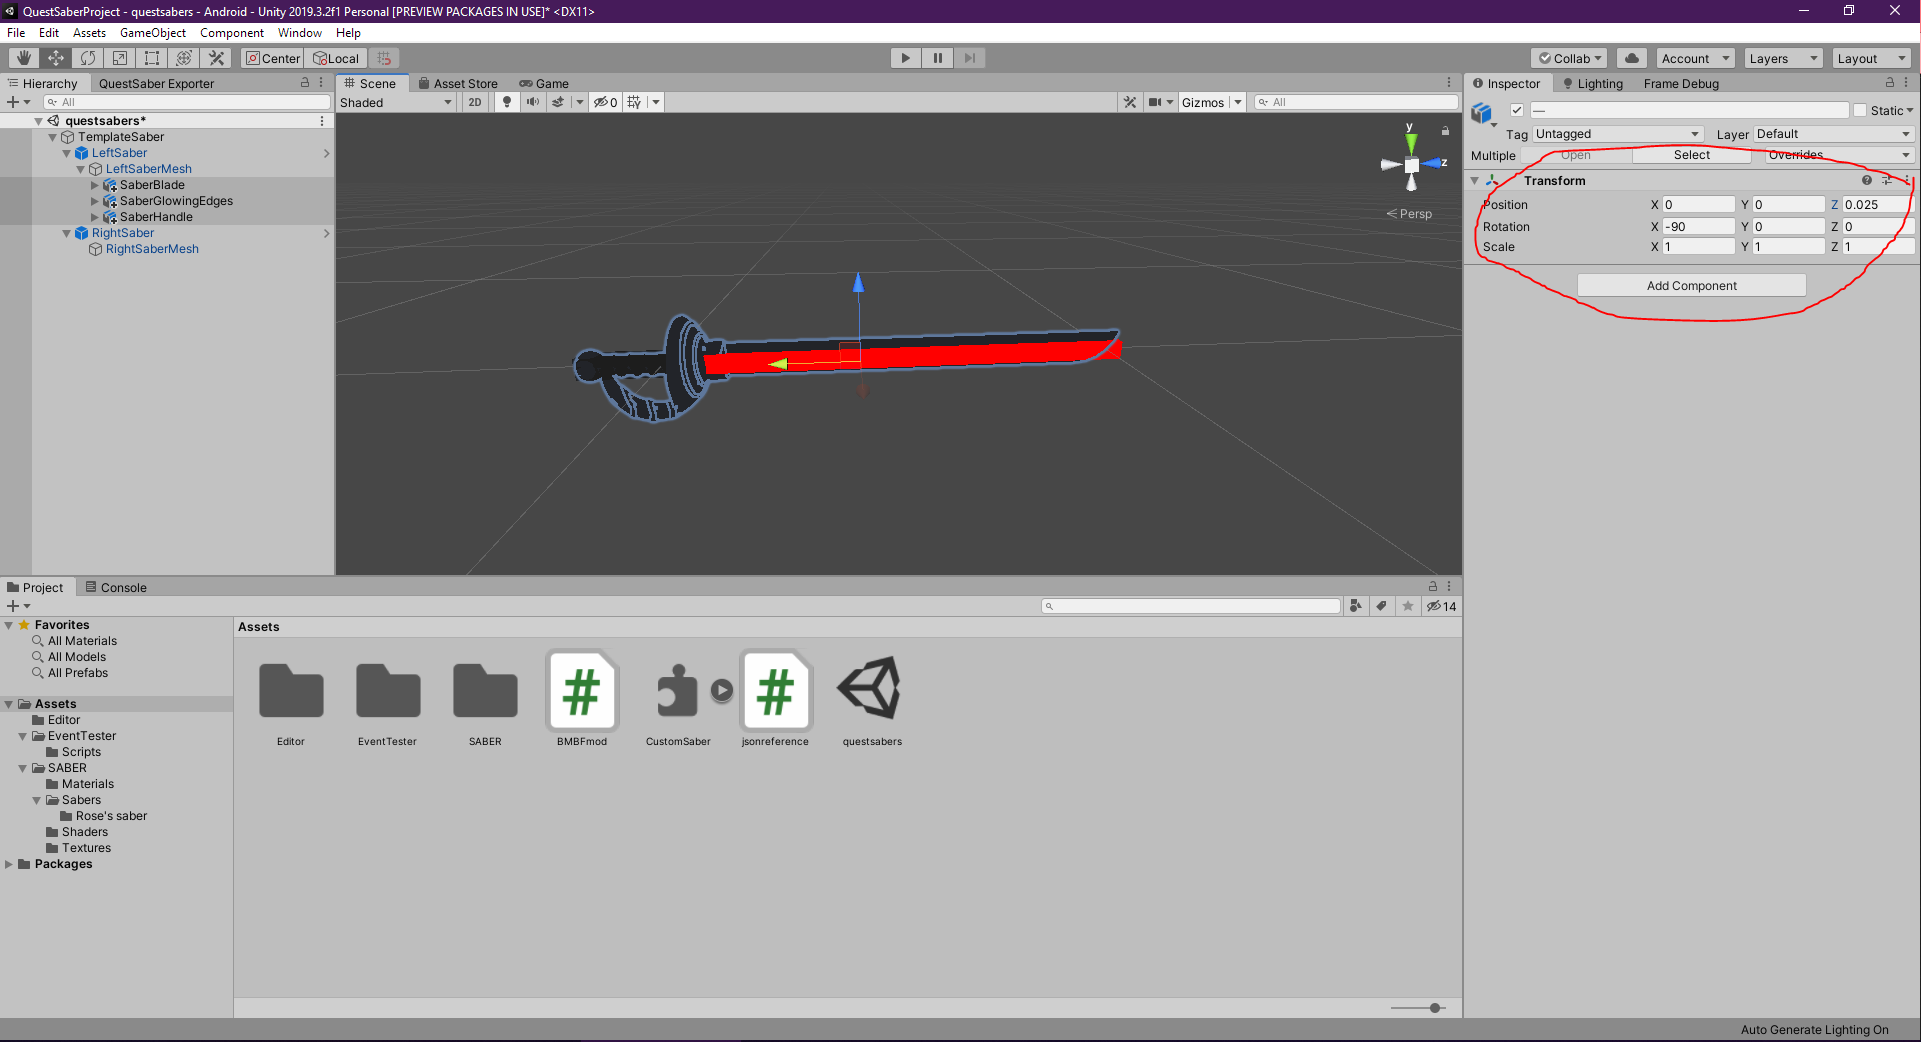 QuestSaberProject - questsabers - Android - Unity 2019.3.2f1 Personal [PREVIEW PACKAGES IN USE]* <DX11>
File Edit Assets GameObject Component Window Help
Center Local Collab Account Layers Layout
Hierarchy QuestSaber Exporter
All
questsabers*
TemplateSaber
LeftSaber
LeftSaberMesh
SaberBlade
SaberGlowingEdges
SaberHandle
RightSaber
RightSaberMesh
Scene Asset Store Game
Shaded 2D 0 Gizmos All
y
z
Persp
Inspector Lighting Frame Debug
— Static
Tag Untagged Layer Default
Multiple Open Select Overrides
Transform
Position X 0 Y 0 Z 0.025
Rotation X -90 Y 0 Z 0
Scale X 1 Y 1 Z 1
Add Component
Project Console
14
Favorites
All Materials
All Models
All Prefabs
Assets
Editor
EventTester
Scripts
SABER
Materials
Sabers
Rose's saber
Shaders
Textures
Packages
Assets
Editor EventTester SABER BMBFmod CustomSaber jsonreference questsabers
Auto Generate Lighting On